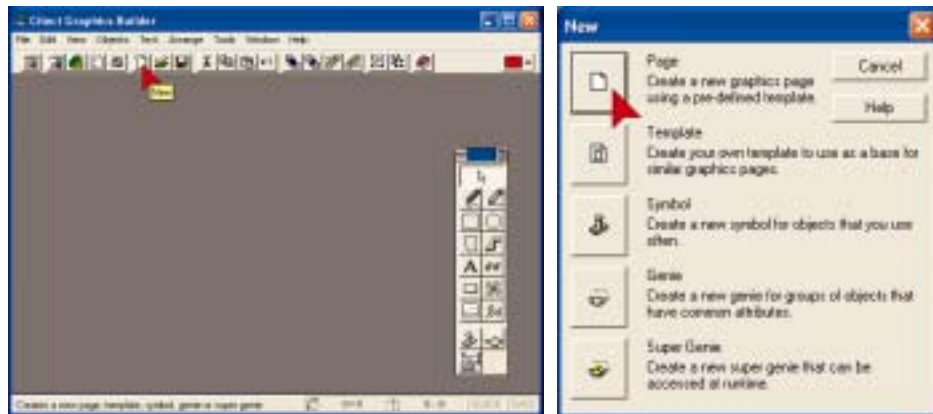 Citect Graphics Builder
File Edit View Objects Text Arrange Tools Window Help
New
A
Creates a new page, template, symbol, genie or super genie
New
Page
Create a new graphics page
using a pre-defined template.
Cancel
Help
Template
Create your own template to use as a base for
similar graphics pages.
Symbol
Create a new symbol for objects that you use
often.
Genie
Create a new genie for groups of objects that
have common attributes.
Super Genie
Create a new super genie that can be
accessed at runtime.